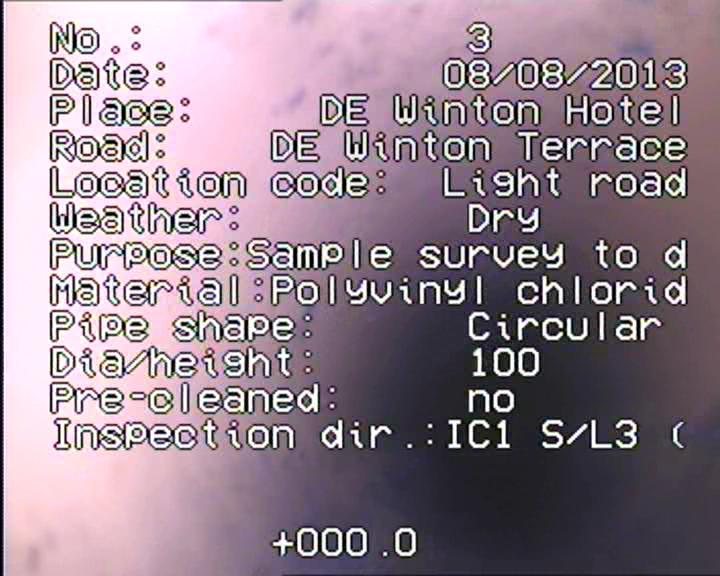 No.: 3
Date: 08/08/2013
Place: DE Winton Hotel
Road: DE Winton Terrace
Location code: Light road
Weather: Dry
Purpose:Sample survey to d
Material:Polyvinyl chlorid
Pipe shape: Circular
Dia/height: 100
Pre-cleaned: no
Inspection dir.:IC1 S/L3 (
+000.0